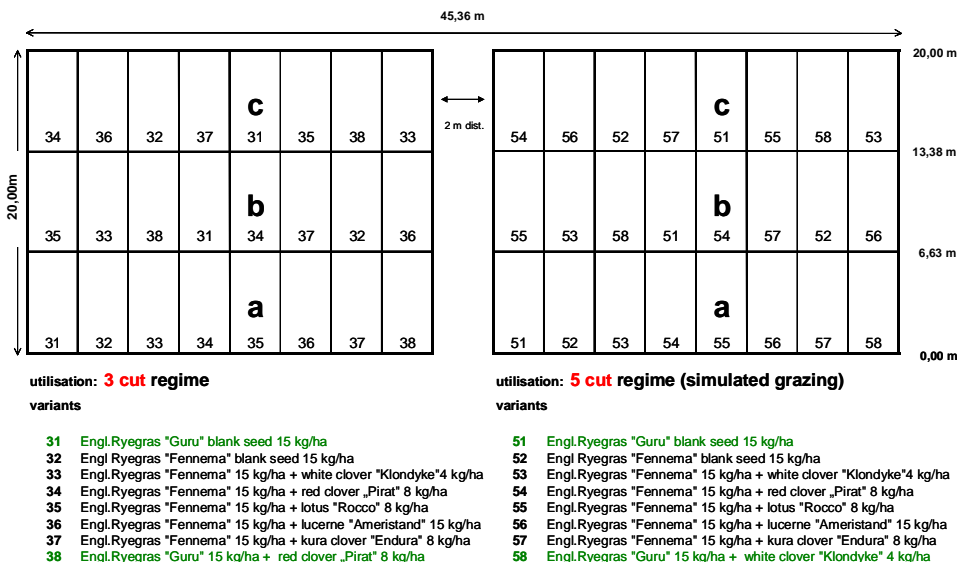 45,36 m
20,00 m
c c
2 m dist.
34 36 32 37 31 35 38 33 54 56 52 57 51 55 58 53
13,38 m
20,00m
b b
35 33 38 31 34 37 32 36 55 53 58 51 54 57 52 56
6,63 m
a a
31 32 33 34 35 36 37 38 51 52 53 54 55 56 57 58
0,00 m
utilisation: 3 cut regime
variants
31 Engl.Ryegras "Guru" blank seed 15 kg/ha
32 Engl Ryegras "Fennema" blank seed 15 kg/ha
33 Engl.Ryegras "Fennema" 15 kg/ha + white clover "Klondyke"4 kg/ha
34 Engl.Ryegras "Fennema" 15 kg/ha + red clover „Pirat" 8 kg/ha
35 Engl.Ryegras "Fennema" 15 kg/ha + lotus "Rocco" 8 kg/ha
36 Engl.Ryegras "Fennema" 15 kg/ha + lucerne "Ameristand" 15 kg/ha
37 Engl.Ryegras "Fennema" 15 kg/ha + kura clover "Endura" 8 kg/ha
38 Engl.Ryegras "Guru" 15 kg/ha + red clover „Pirat" 8 kg/ha
utilisation: 5 cut regime (simulated grazing)
variants
51 Engl.Ryegras "Guru" blank seed 15 kg/ha
52 Engl.Ryegras "Fennema" blank seed 15 kg/ha
53 Engl.Ryegras "Fennema" 15 kg/ha + white clover "Klondyke"4 kg/ha
54 Engl.Ryegras "Fennema" 15 kg/ha + red clover „Pirat" 8 kg/ha
55 Engl.Ryegras "Fennema" 15 kg/ha + lotus "Rocco" 8 kg/ha
56 Engl.Ryegras "Fennema" 15 kg/ha + lucerne "Ameristand" 15 kg/ha
57 Engl.Ryegras "Fennema" 15 kg/ha + kura clover "Endura" 8 kg/ha
58 Engl.Ryegras "Guru" 15 kg/ha + white clover "Klondyke" 4 kg/ha